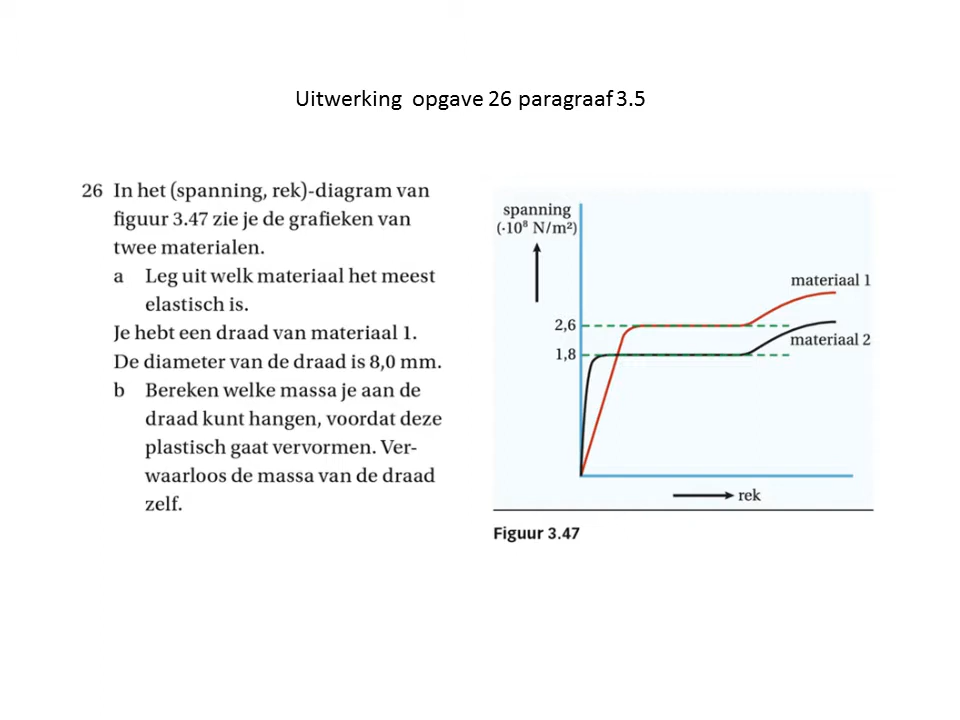 Uitwerking opgave 26 paragraaf 3.5
26 In het (spanning, rek)-diagram van
figuur 3.47 zie je de grafieken van
twee materialen.
a Leg uit welk materiaal het meest
elastisch is.
Je hebt een draad van materiaal 1.
De diameter van de draad is 8,0 mm.
b Bereken welke massa je aan de
draad kunt hangen, voordat deze
plastisch gaat vervormen. Ver-
waarloos de massa van de draad
zelf.
spanning
(·10⁸ N/m²)
materiaal 1
2,6
materiaal 2
1,8
rek
Figuur 3.47